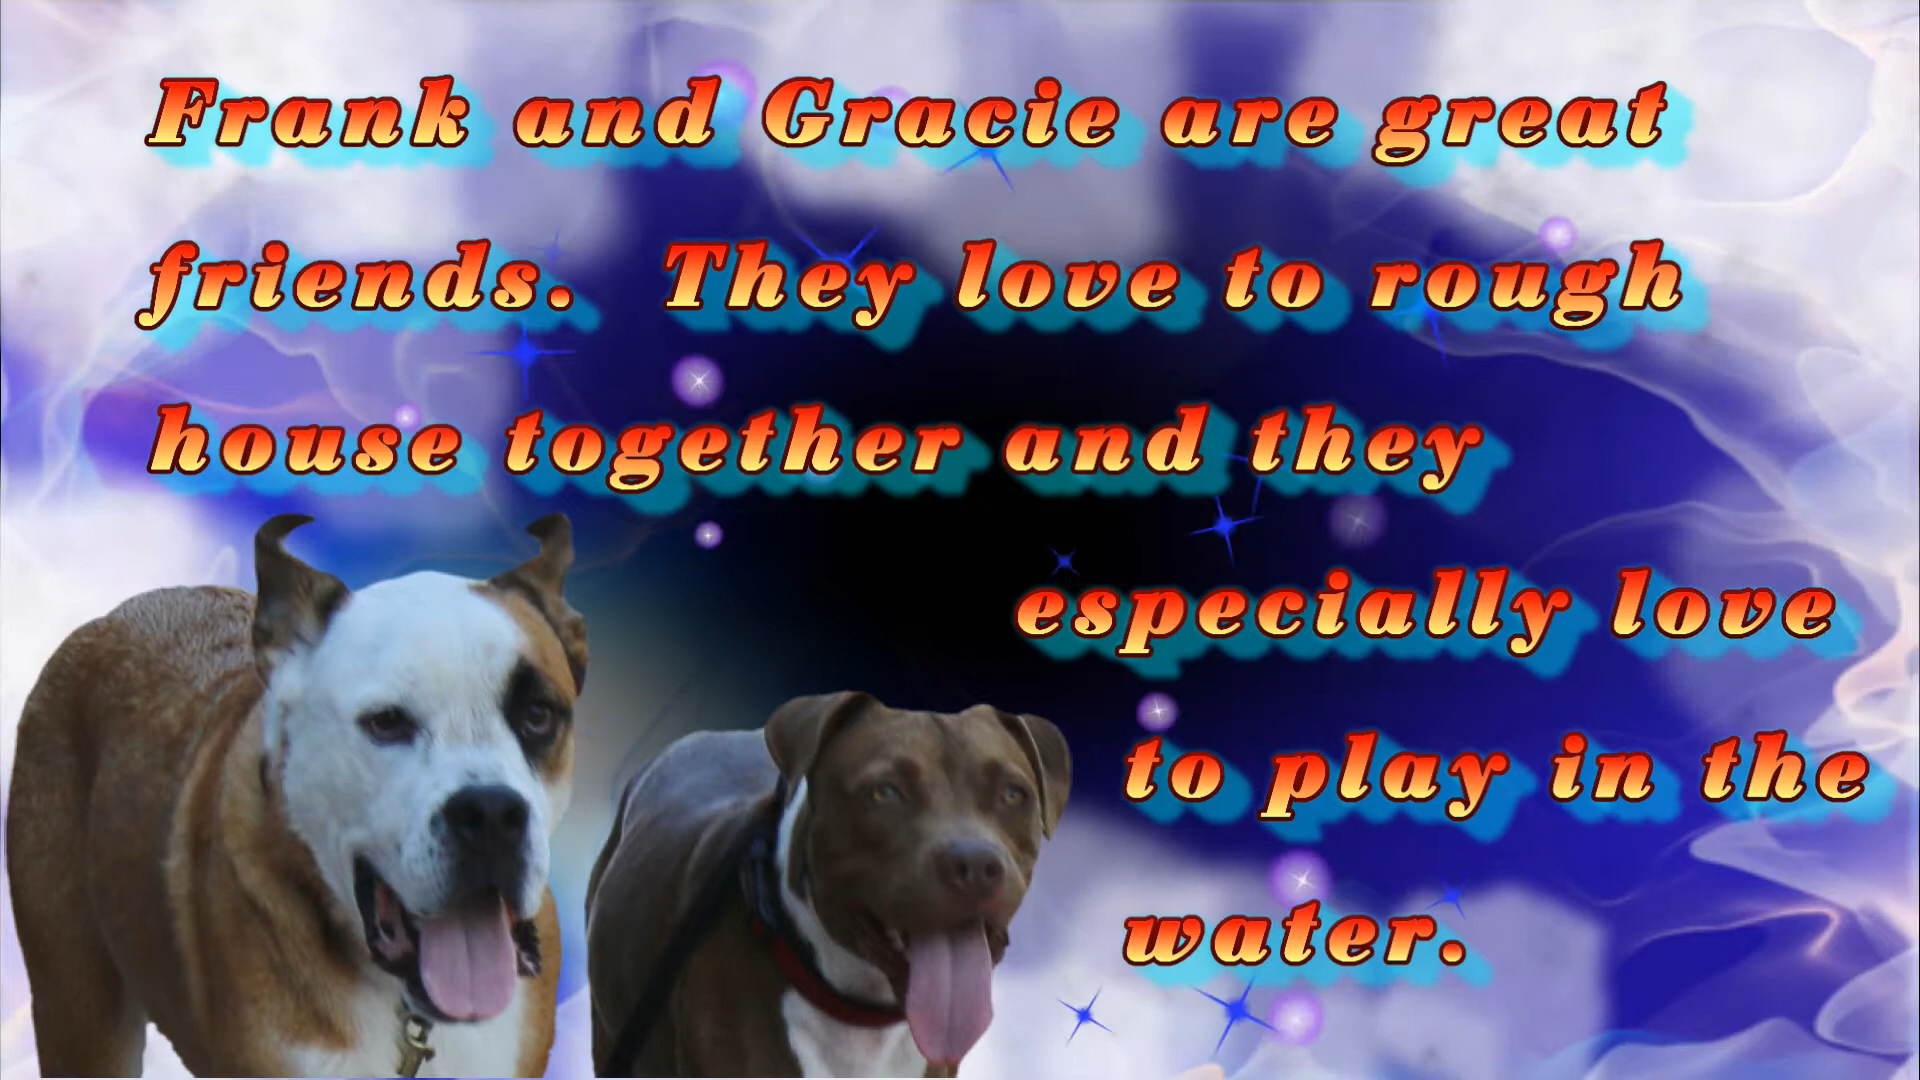 Frank and Gracie are great
friends.  They love to rough
house together and they
especially love
to play in the
water.